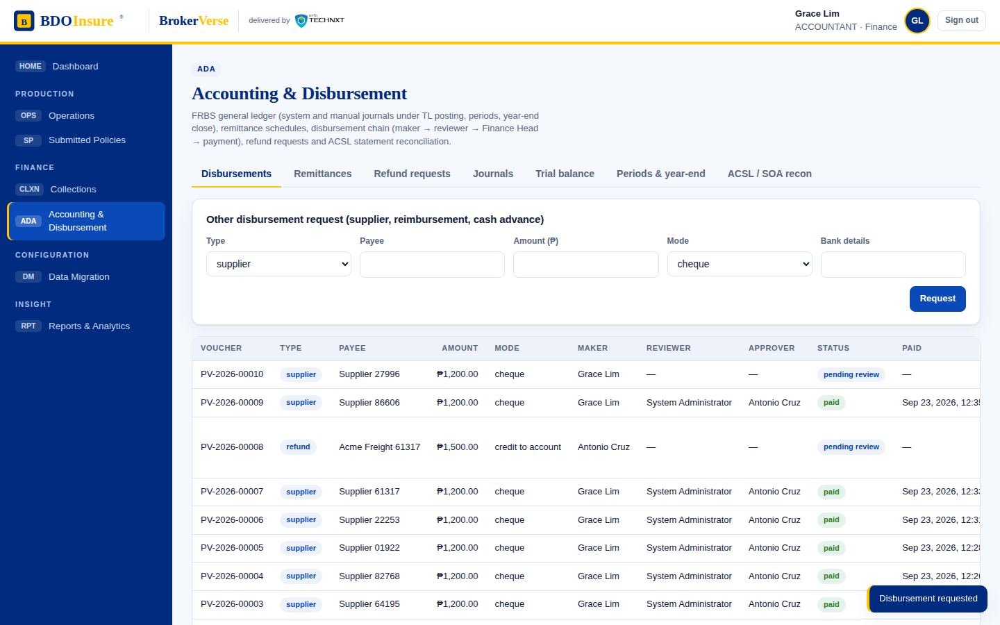 B BDOInsure ®
BrokerVerse
delivered by
TECHNXT
Grace Lim
ACCOUNTANT · Finance
GL
Sign out
HOME Dashboard
PRODUCTION
OPS Operations
SP Submitted Policies
FINANCE
CLXN Collections
ADA Accounting &
Disbursement
CONFIGURATION
DM Data Migration
INSIGHT
RPT Reports & Analytics
ADA
Accounting & Disbursement
FRBS general ledger (system and manual journals under TL posting, periods, year-end
close), remittance schedules, disbursement chain (maker → reviewer → Finance Head
→ payment), refund requests and ACSL statement reconciliation.
Disbursements Remittances Refund requests Journals Trial balance Periods & year-end ACSL / SOA recon
Other disbursement request (supplier, reimbursement, cash advance)
Type Payee Amount (₱) Mode Bank details
supplier cheque
Request
VOUCHER TYPE PAYEE AMOUNT MODE MAKER REVIEWER APPROVER STATUS PAID
PV-2026-00010 supplier Supplier 27996 ₱1,200.00 cheque Grace Lim — — pending review —
PV-2026-00009 supplier Supplier 86606 ₱1,200.00 cheque Grace Lim System Administrator Antonio Cruz paid Sep 23, 2026, 12:35
PV-2026-00008 refund Acme Freight 61317 ₱1,500.00 credit to account Antonio Cruz — — pending review —
PV-2026-00007 supplier Supplier 61317 ₱1,200.00 cheque Grace Lim System Administrator Antonio Cruz paid Sep 23, 2026, 12:33
PV-2026-00006 supplier Supplier 22253 ₱1,200.00 cheque Grace Lim System Administrator Antonio Cruz paid Sep 23, 2026, 12:31
PV-2026-00005 supplier Supplier 01922 ₱1,200.00 cheque Grace Lim System Administrator Antonio Cruz paid Sep 23, 2026, 12:28
PV-2026-00004 supplier Supplier 82768 ₱1,200.00 cheque Grace Lim System Administrator Antonio Cruz paid Sep 23, 2026, 12:26
PV-2026-00003 supplier Supplier 64195 ₱1,200.00 cheque Grace Lim System Administrator Antonio Cruz paid
Disbursement requested